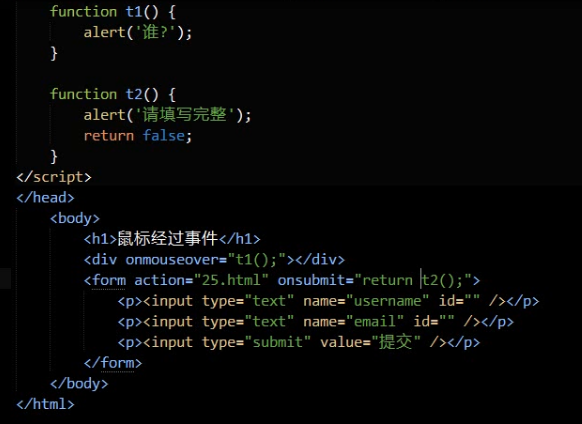 function t1() {
alert('谁?');
}
function t2() {
alert('请填写完整');
return false;
}
</script>
</head>
<body>
<h1>鼠标经过事件</h1>
<div onmouseover="t1();"></div>
<form action="25.html" onsubmit="return t2();">
<p><input type="text" name="username" id="" /></p>
<p><input type="text" name="email" id="" /></p>
<p><input type="submit" value="提交" /></p>
</form>
</body>
</html>